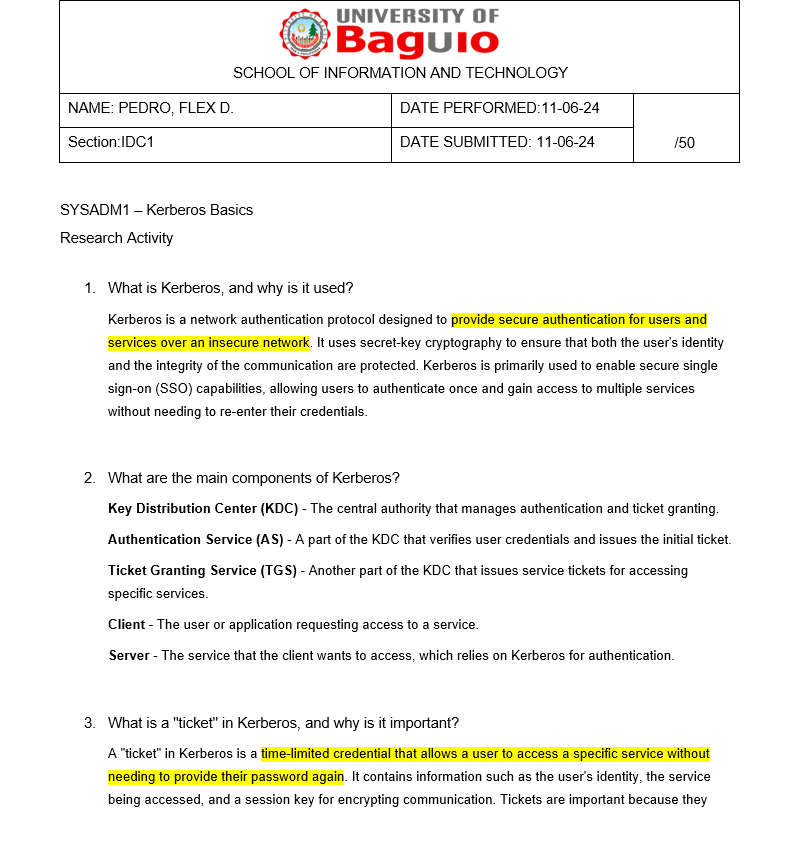 UNIVERSITY OF
Baguio
SCHOOL OF INFORMATION AND TECHNOLOGY
NAME: PEDRO, FLEX D.
DATE PERFORMED:11-06-24
Section:IDC1
DATE SUBMITTED: 11-06-24
/50
SYSADM1 – Kerberos Basics
Research Activity
1. What is Kerberos, and why is it used?
Kerberos is a network authentication protocol designed to provide secure authentication for users and
services over an insecure network. It uses secret-key cryptography to ensure that both the user's identity
and the integrity of the communication are protected. Kerberos is primarily used to enable secure single
sign-on (SSO) capabilities, allowing users to authenticate once and gain access to multiple services
without needing to re-enter their credentials.
2. What are the main components of Kerberos?
Key Distribution Center (KDC) - The central authority that manages authentication and ticket granting.
Authentication Service (AS) - A part of the KDC that verifies user credentials and issues the initial ticket.
Ticket Granting Service (TGS) - Another part of the KDC that issues service tickets for accessing
specific services.
Client - The user or application requesting access to a service.
Server - The service that the client wants to access, which relies on Kerberos for authentication.
3. What is a "ticket" in Kerberos, and why is it important?
A "ticket" in Kerberos is a time-limited credential that allows a user to access a specific service without
needing to provide their password again. It contains information such as the user's identity, the service
being accessed, and a session key for encrypting communication. Tickets are important because they